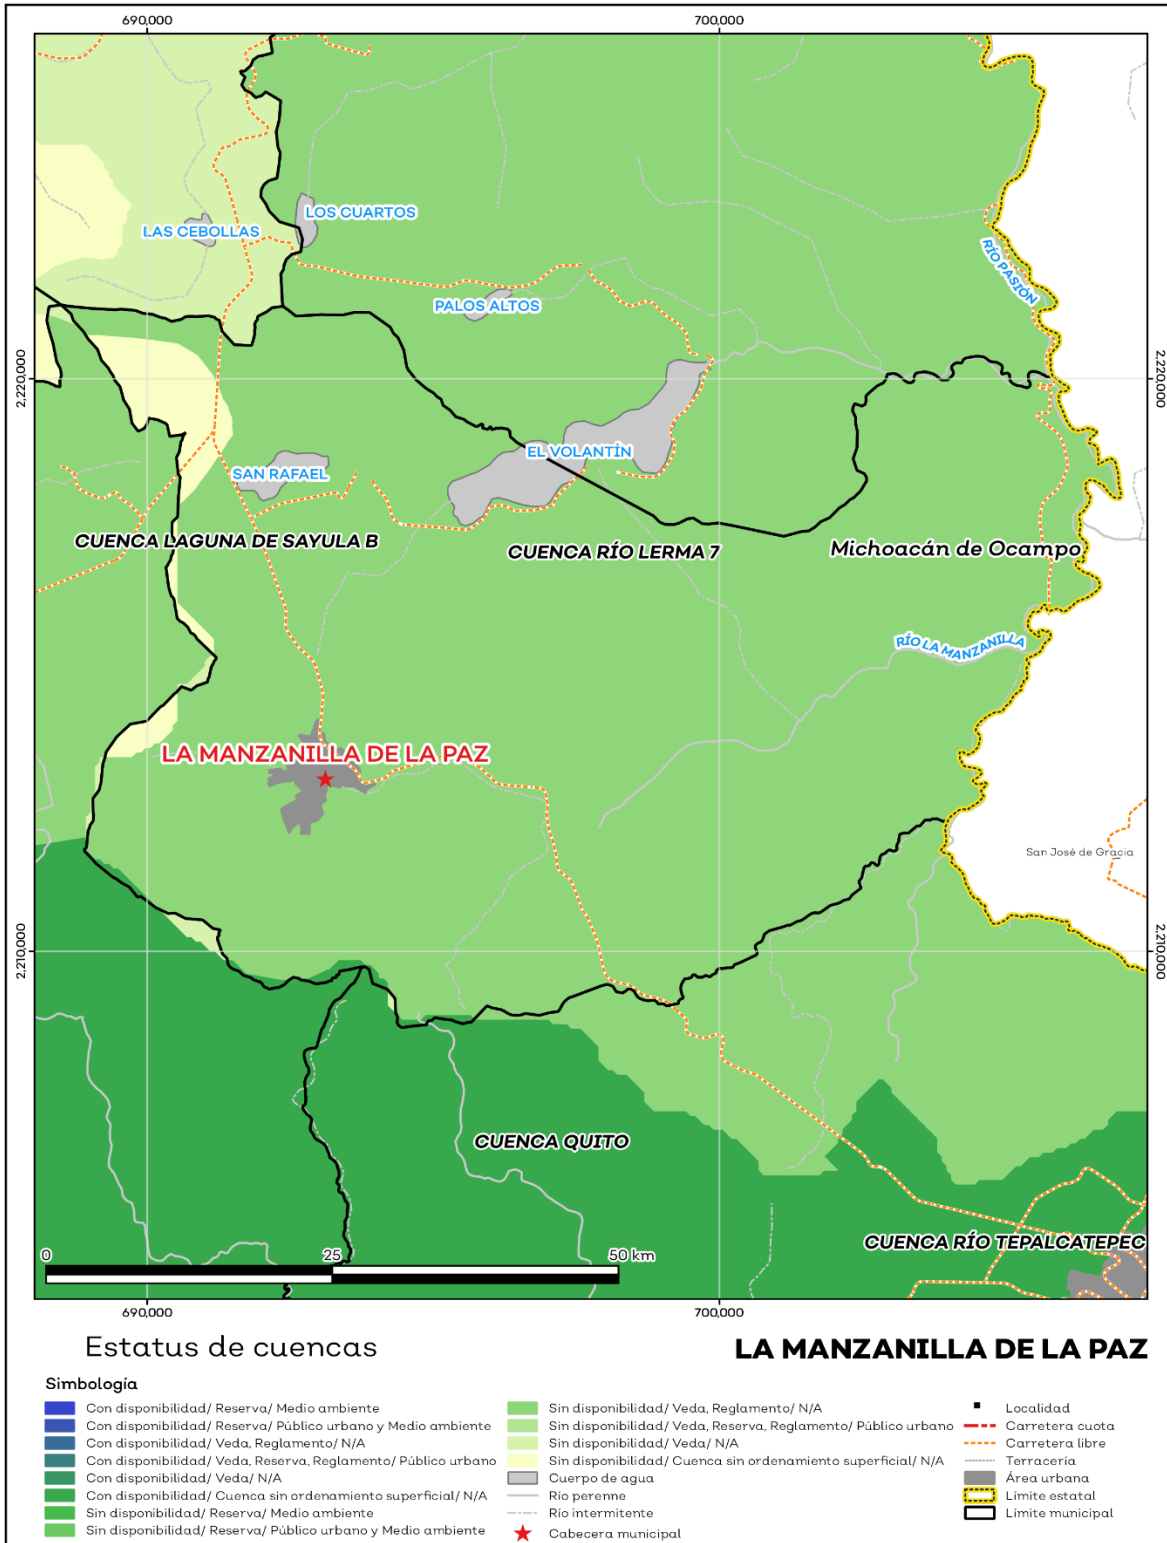 690,000
700,000
LOS CUARTOS
LAS CEBOLLAS
RÍO PASIÓN
PALOS ALTOS
2,220,000
2,220,000
EL VOLANTÍN
SAN RAFAEL
CUENCA LAGUNA DE SAYULA B
CUENCA RÍO LERMA 7
Michoacán de Ocampo
RÍO LA MANZANILLA
LA MANZANILLA DE LA PAZ
San José de Gracia
2,210,000
2,210,000
CUENCA QUITO
CUENCA RÍO TEPALCATEPEC
0
25
50 km
690,000
700,000
Estatus de cuencas
LA MANZANILLA DE LA PAZ
Simbología
Con disponibilidad/ Reserva/ Medio ambiente
Con disponibilidad/ Reserva/ Público urbano y Medio ambiente
Con disponibilidad/ Veda, Reglamento/ N/A
Con disponibilidad/ Veda, Reserva, Reglamento/ Público urbano
Con disponibilidad/ Veda/ N/A
Con disponibilidad/ Cuenca sin ordenamiento superficial/ N/A
Sin disponibilidad/ Reserva/ Medio ambiente
Sin disponibilidad/ Reserva/ Público urbano y Medio ambiente
Sin disponibilidad/ Veda, Reglamento/ N/A
Sin disponibilidad/ Veda, Reserva, Reglamento/ Público urbano
Sin disponibilidad/ Veda/ N/A
Sin disponibilidad/ Cuenca sin ordenamiento superficial/ N/A
Cuerpo de agua
Río perenne
Río intermitente
Cabecera municipal
Localidad
Carretera cuota
Carretera libre
Terracería
Área urbana
Límite estatal
Límite municipal